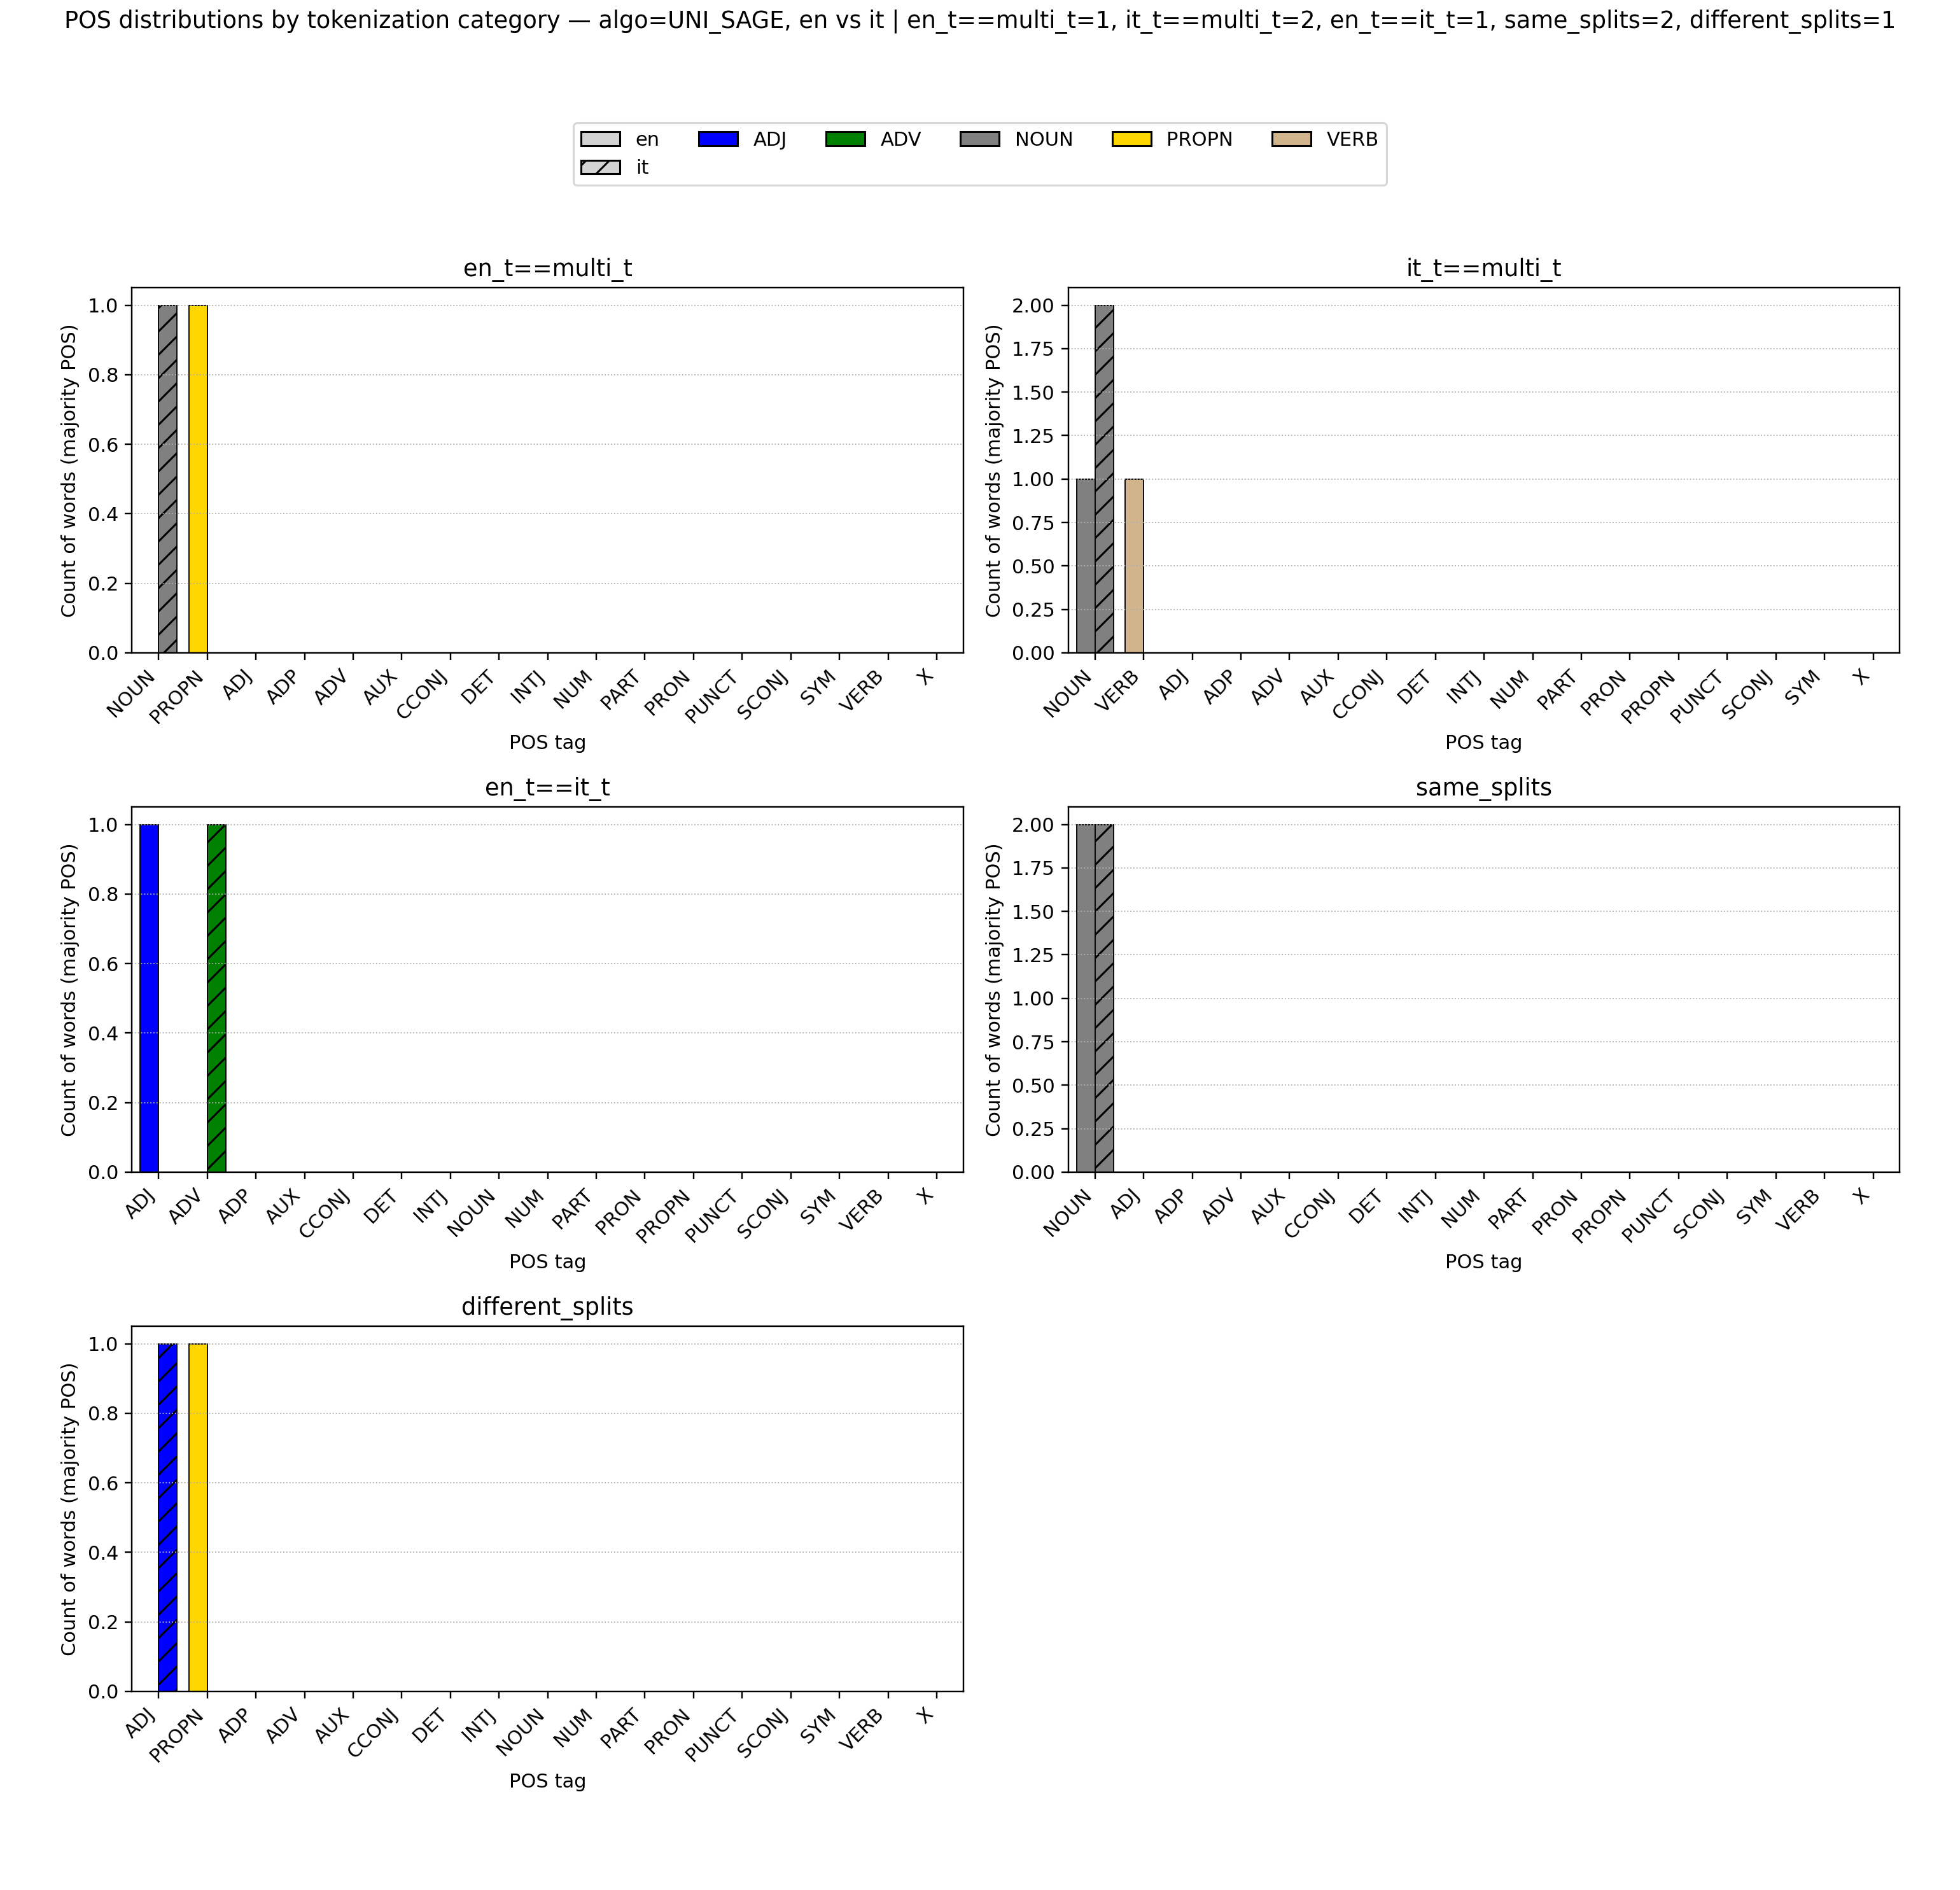 POS distributions by tokenization category — algo=UNI_SAGE, en vs it | en_t==multi_t=1, it_t==multi_t=2, en_t==it_t=1, same_splits=2, different_splits=1
en ADJ ADV NOUN PROPN VERB
it
en_t==multi_t
Count of words (majority POS)
1.0
0.8
0.6
0.4
0.2
0.0
NOUN PROPN ADJ ADP ADV AUX CCONJ DET INTJ NUM PART PRON PUNCT SCONJ SYM VERB X
POS tag
it_t==multi_t
Count of words (majority POS)
2.00
1.75
1.50
1.25
1.00
0.75
0.50
0.25
0.00
NOUN VERB ADJ ADP ADV AUX CCONJ DET INTJ NUM PART PRON PROPN PUNCT SCONJ SYM X
POS tag
en_t==it_t
Count of words (majority POS)
1.0
0.8
0.6
0.4
0.2
0.0
ADJ ADV ADP AUX CCONJ DET INTJ NOUN NUM PART PRON PROPN PUNCT SCONJ SYM VERB X
POS tag
same_splits
Count of words (majority POS)
2.00
1.75
1.50
1.25
1.00
0.75
0.50
0.25
0.00
NOUN ADJ ADP ADV AUX CCONJ DET INTJ NUM PART PRON PROPN PUNCT SCONJ SYM VERB X
POS tag
different_splits
Count of words (majority POS)
1.0
0.8
0.6
0.4
0.2
0.0
ADJ PROPN ADP ADV AUX CCONJ DET INTJ NOUN NUM PART PRON PUNCT SCONJ SYM VERB X
POS tag